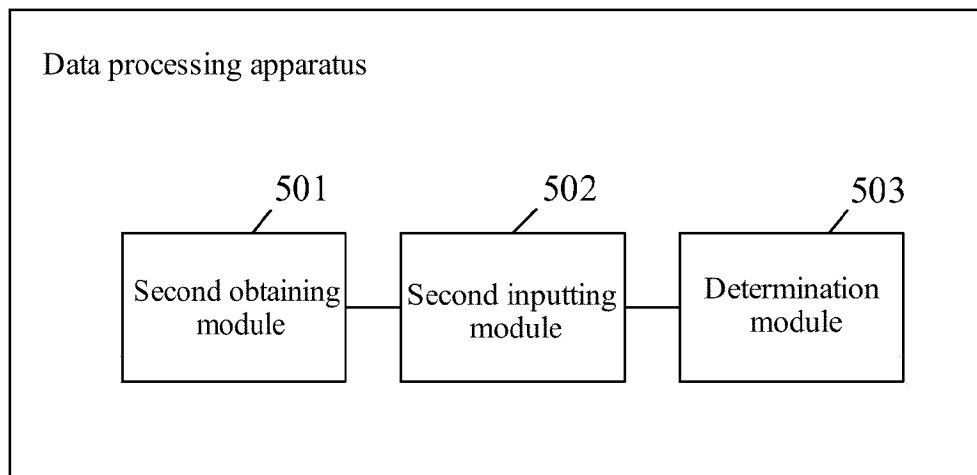 Data processing apparatus
501
502
503
Second obtaining
module
Second inputting
module
Determination
module